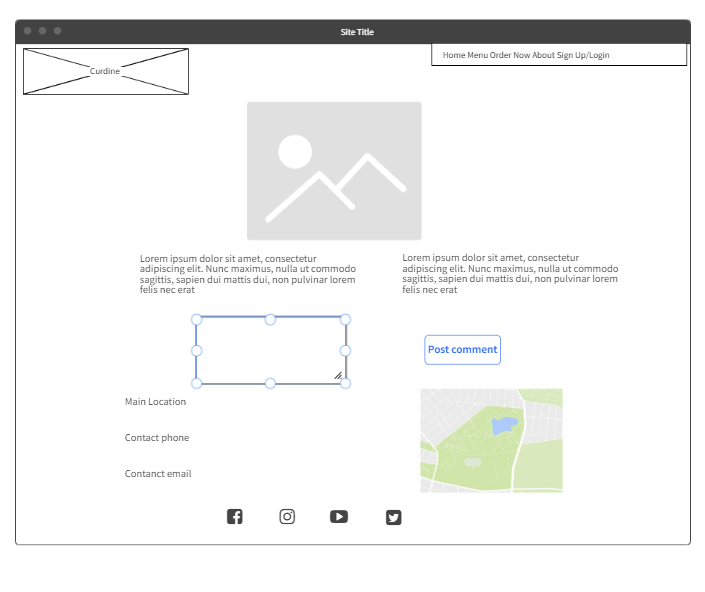 Site Title
Curdine
Home Menu Order Now About Sign Up/Login
Lorem ipsum dolor sit amet, consectetur
adipiscing elit. Nunc maximus, nulla ut commodo
sagittis, sapien dui mattis dui, non pulvinar lorem
felis nec erat
Lorem ipsum dolor sit amet, consectetur
adipiscing elit. Nunc maximus, nulla ut commodo
sagittis, sapien dui mattis dui, non pulvinar lorem
felis nec erat
Post comment
Main Location
Contact phone
Contanct email